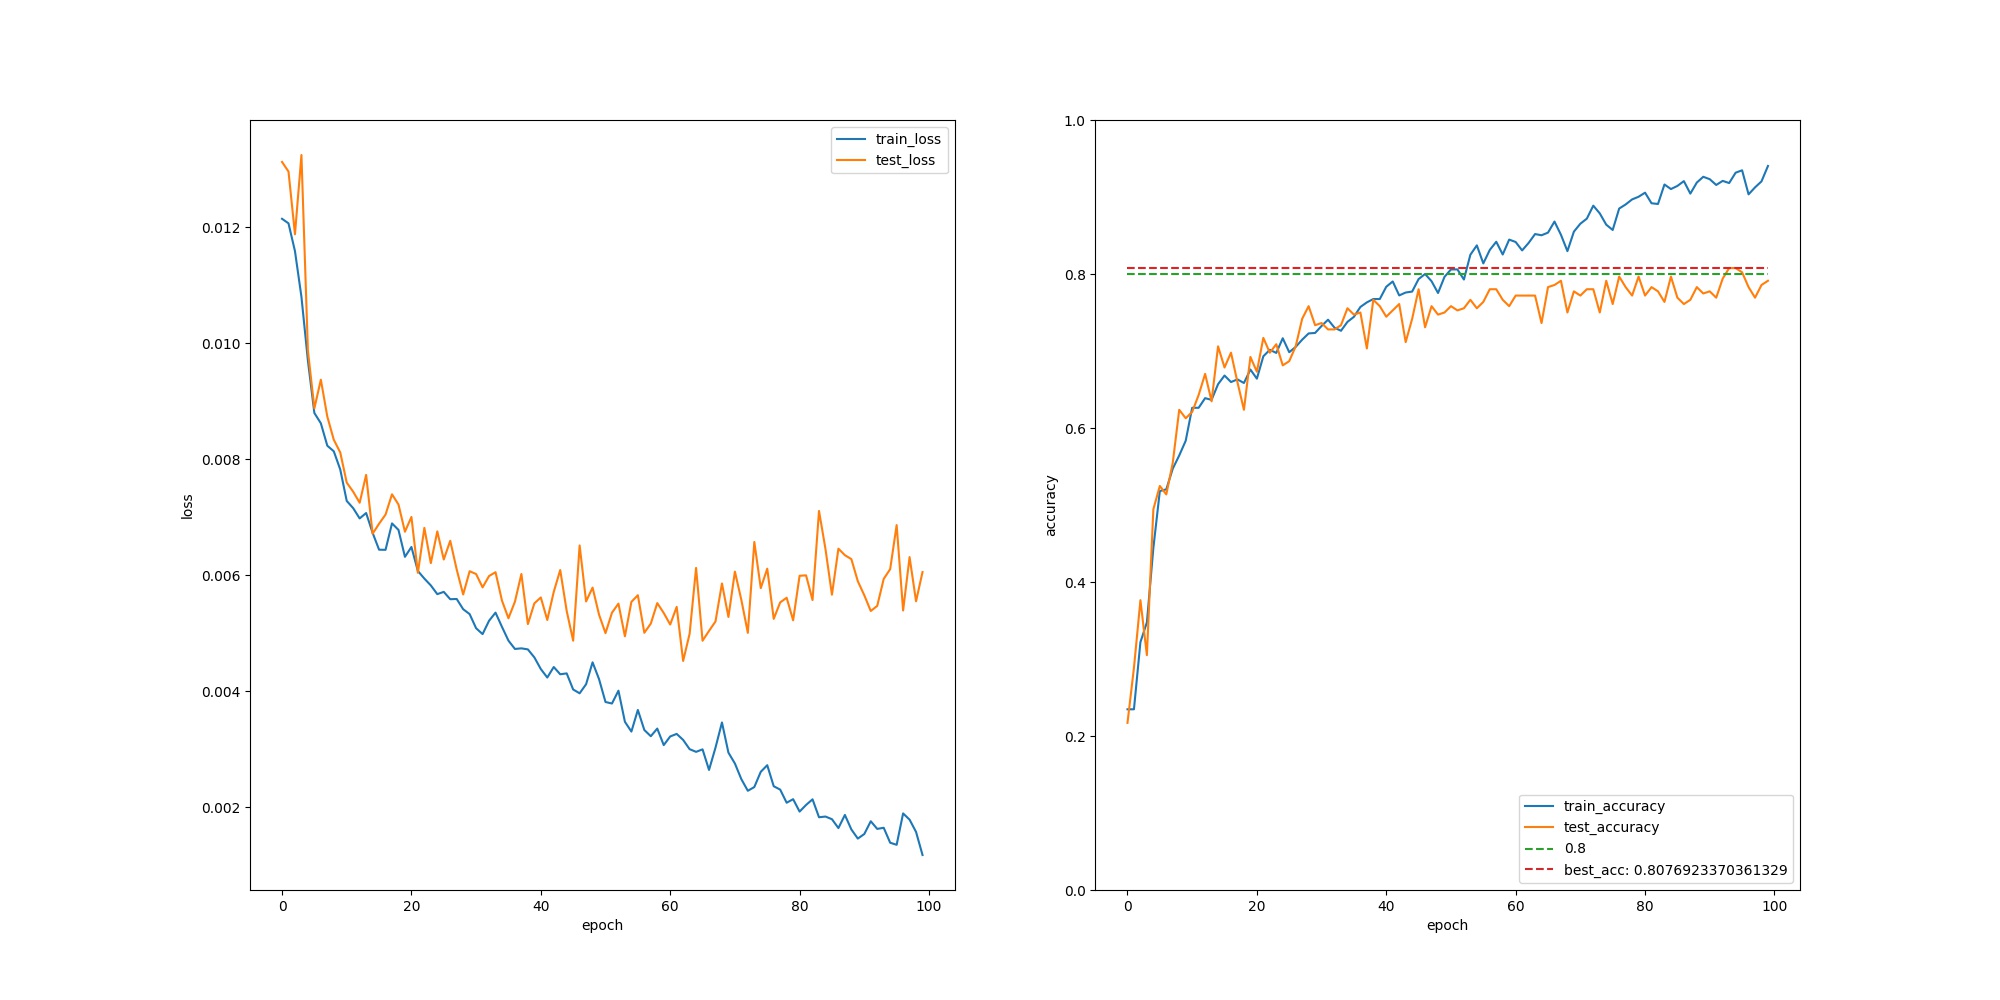 train_loss
test_loss
0.012
0.010
0.008
0.006
0.004
0.002
loss
0 20 40 60 80 100
epoch
1.0
0.8
0.6
0.4
0.2
0.0
accuracy
train_accuracy
test_accuracy
0.8
best_acc: 0.8076923370361329
0 20 40 60 80 100
epoch